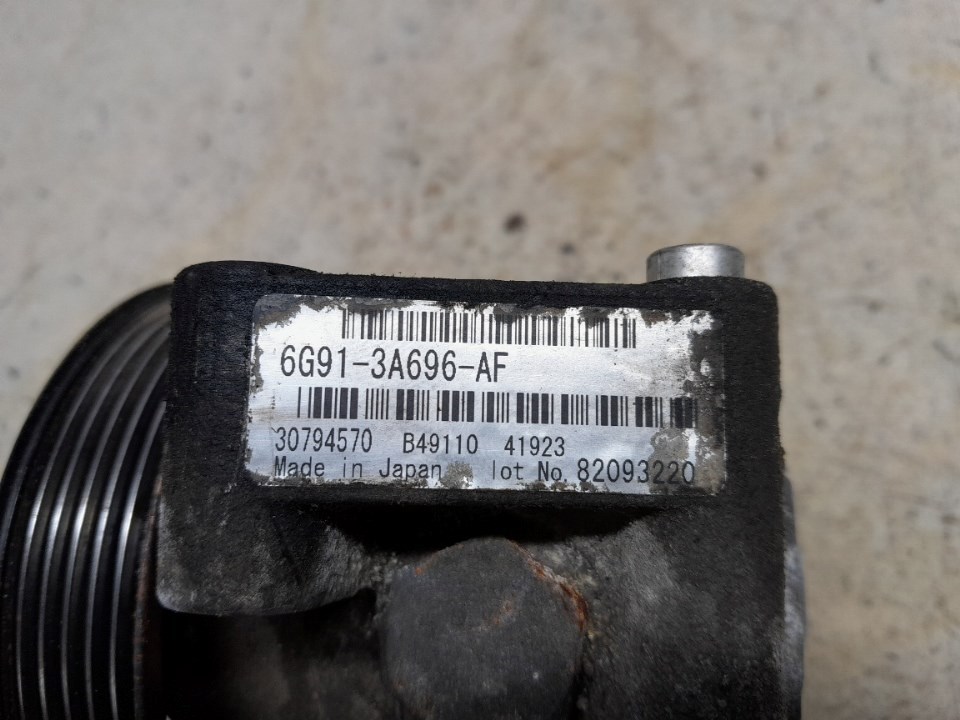 6G91-3A696-AF
30794570 B49110 41923
Made in Japan lot No. 82093220